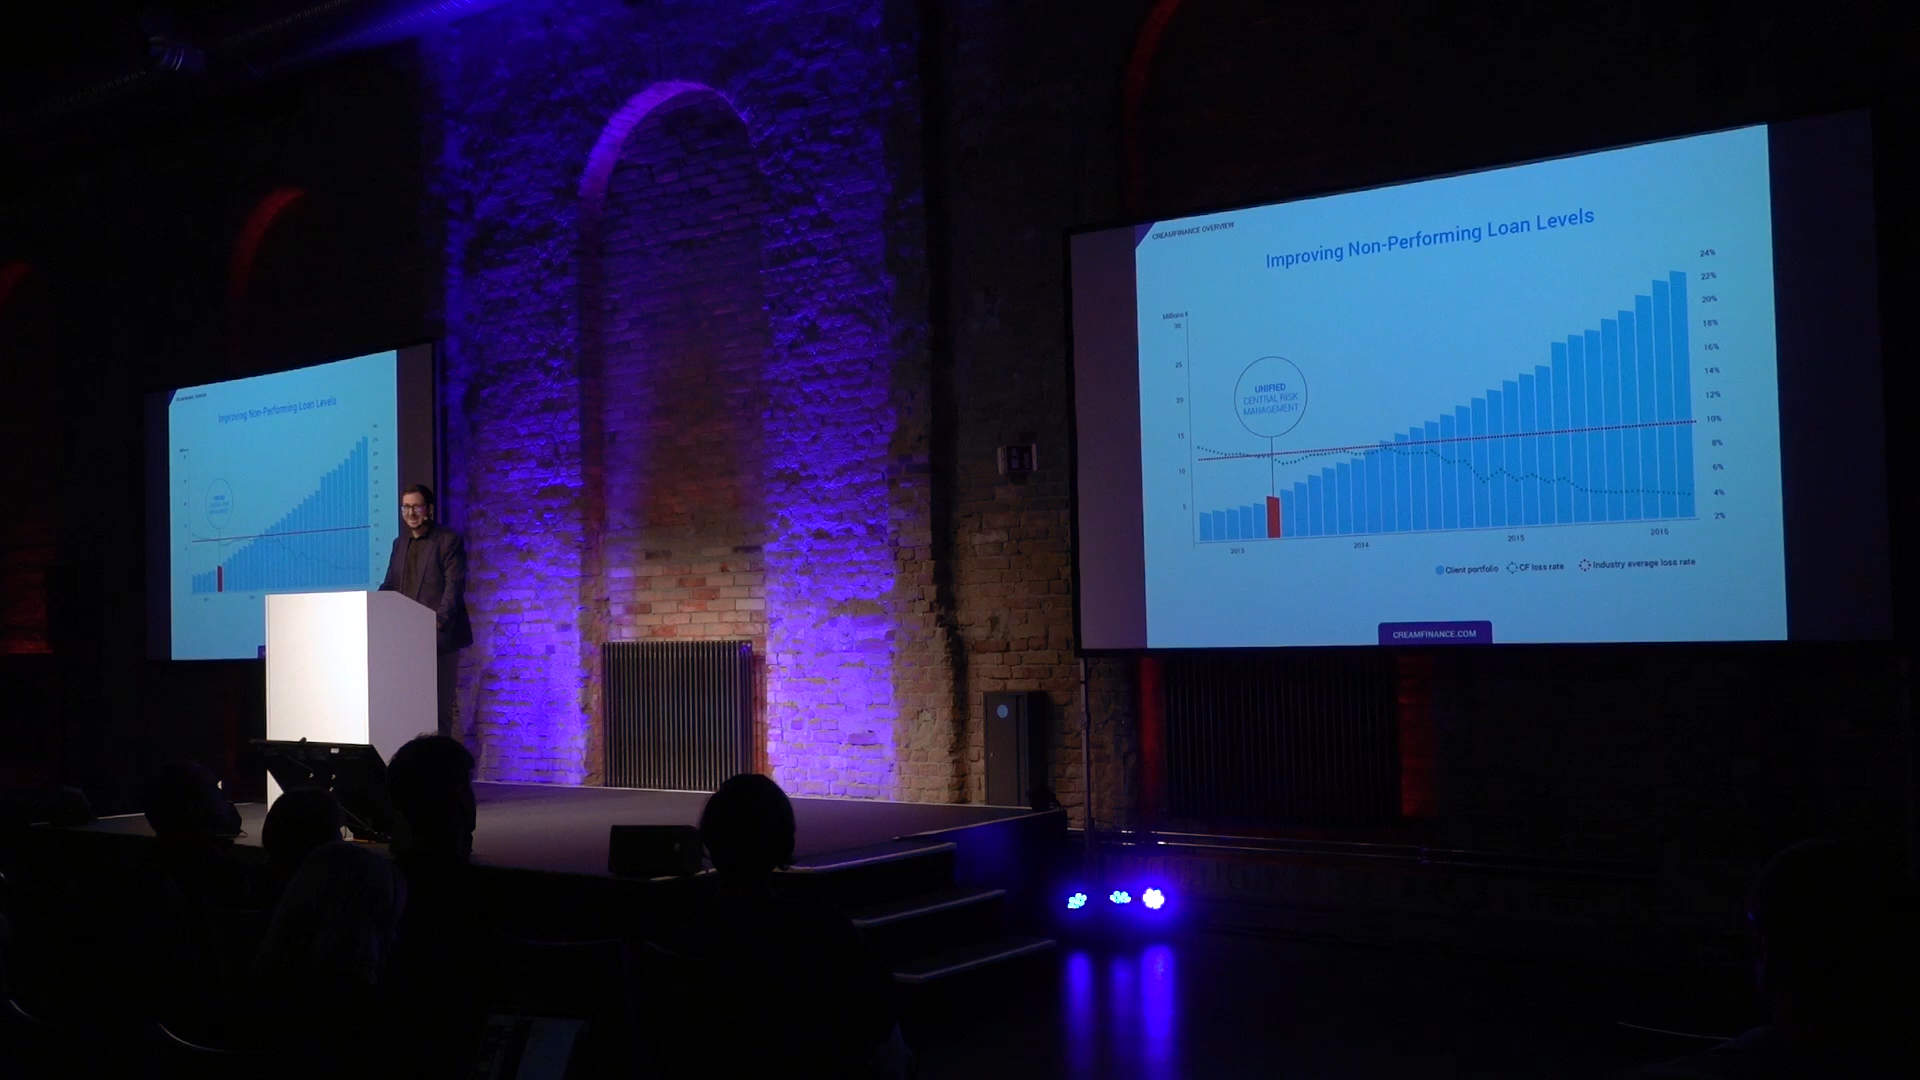 CREAMFINANCE OVERVIEW
Improving Non-Performing Loan Levels
Millions €
30
25
20
15
10
5
UNIFIED
CENTRAL RISK
MANAGEMENT
24%
22%
20%
18%
16%
14%
12%
10%
8%
6%
4%
2%
2013
2014
2015
2016
Client portfolio
CF loss rate
Industry average loss rate
CREAMFINANCE.COM
Improving Non-Performing Loan Levels